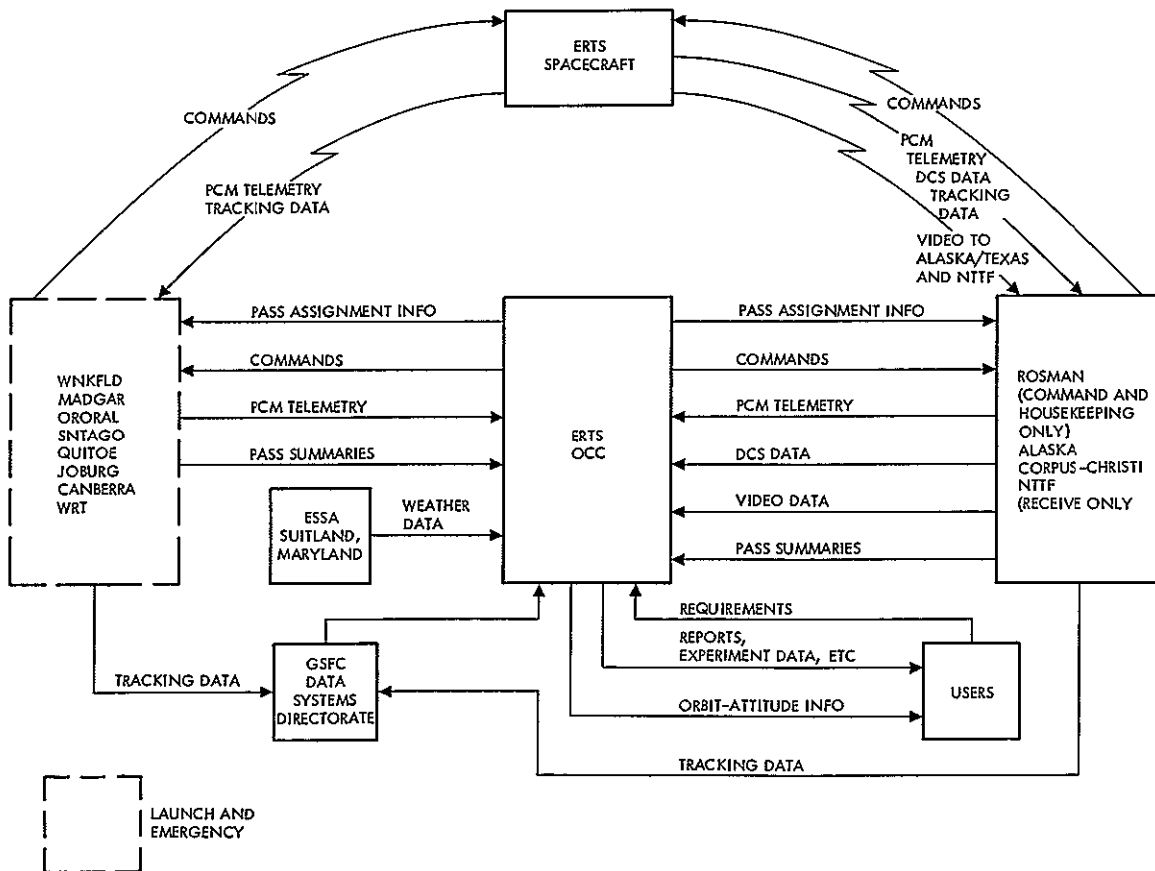 ERTS
SPACECRAFT
COMMANDS
COMMANDS
PCM
TELEMETRY
DCS DATA
TRACKING
DATA
PCM TELEMETRY
TRACKING DATA
VIDEO TO
ALASKA/TEXAS
AND NTTF
WNKFLD
MADGAR
ORORAL
SNTAGO
QUITOE
JOBURG
CANBERRA
WRT
PASS ASSIGNMENT INFO
COMMANDS
PCM TELEMETRY
PASS SUMMARIES
ESSA
SUITLAND,
MARYLAND
WEATHER
DATA
ERTS
OCC
PASS ASSIGNMENT INFO
COMMANDS
PCM TELEMETRY
DCS DATA
VIDEO DATA
PASS SUMMARIES
ROSMAN
(COMMAND AND
HOUSEKEEPING
ONLY)
ALASKA
CORPUS-CHRISTI
NTTF
(RECEIVE ONLY
REQUIREMENTS
REPORTS,
EXPERIMENT DATA, ETC
ORBIT-ATTITUDE INFO
USERS
TRACKING DATA
GSFC
DATA
SYSTEMS
DIRECTORATE
TRACKING DATA
LAUNCH AND
EMERGENCY